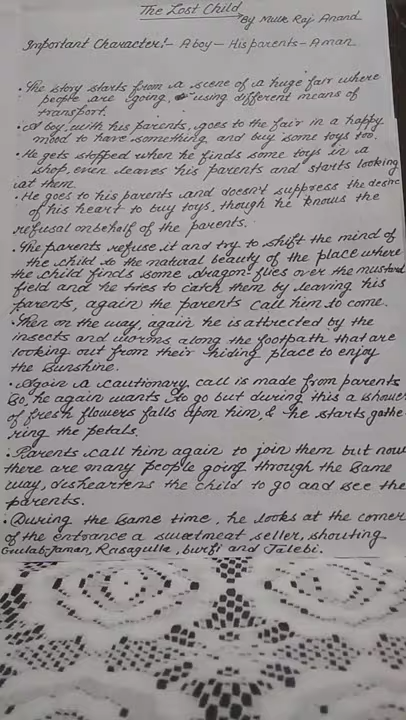 The Lost Child
By Mulk Raj Anand
Important Character:- A boy - His parents - A man
• The story starts from a scene of a huge fair where
people are going, using different means of
transport.
• A boy, with his parents, goes to the fair in a happy
mood to have something and buy some toys too.
• He gets stopped when he finds some toys in a
shop, even leaves his parents and starts looking
at them.
• He goes to his parents and doesn't suppress the desire
of his heart to buy toys, though he knows the
refusal onbehalf of the parents.
• The parents refuse it and try to shift the mind of
the child to the natural beauty of the place where
the child finds some dragon flies over the mustard
field and he tries to catch them by leaving his
parents, again the parents call him to come.
• Then on the way, again he is attracted by the
insects and worms along the footpath that are
looking out from their hiding place to enjoy
the Sunshine.
• Again a cautionary call is made from parents
So, he again wants to go but during this a shower
of fresh flowers falls upon him, & he starts gathe
ring the petals.
• Parents call him again to join them but now
there are many people going through the same
way, disheartens the child to go and see the
parents.
• During the same time, he looks at the corner
of the entrance a sweetmeat seller, shouting
Gulab Jaman, Rasagulla, burfi and Jalebi.